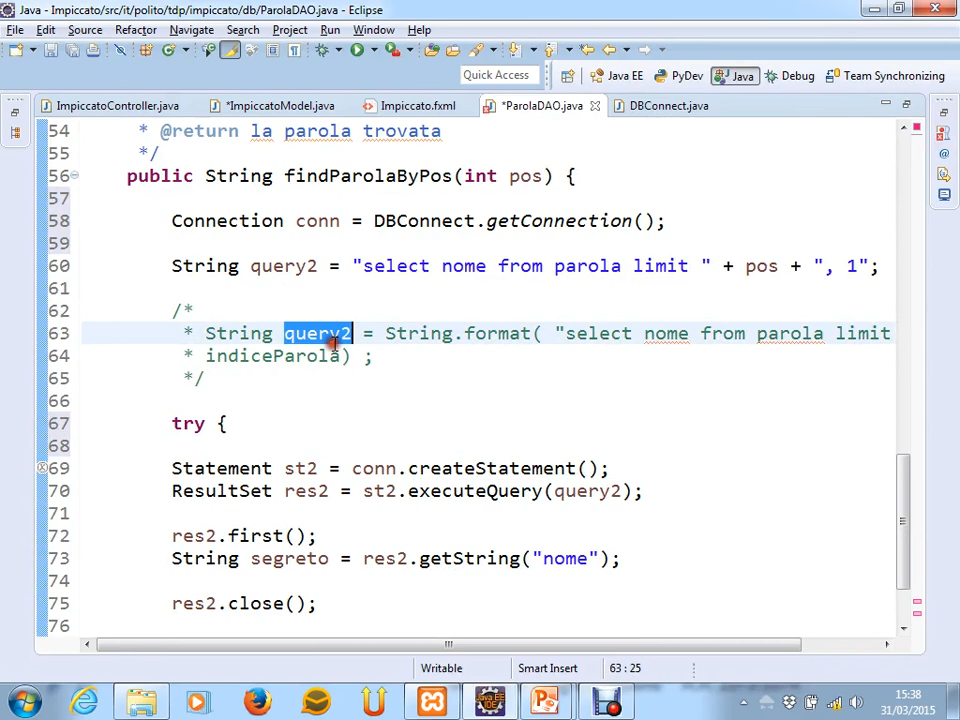 Java - Impiccato/src/it/polito/tdp/impiccato/db/ParolaDAO.java - Eclipse
File Edit Source Refactor Navigate Search Project Run Window Help
Quick Access Java EE PyDev Java Debug Team Synchronizing
ImpiccatoController.java *ImpiccatoModel.java Impiccato.fxml *ParolaDAO.java DBConnect.java
54 * @return la parola trovata
55 */
56 public String findParolaByPos(int pos) {
57
58 Connection conn = DBConnect.getConnection();
59
60 String query2 = "select nome from parola limit " + pos + ", 1";
61
62 /*
63 * String query2 = String.format( "select nome from parola limit
64 * indiceParola) ;
65 */
66
67 try {
68
69 Statement st2 = conn.createStatement();
70 ResultSet res2 = st2.executeQuery(query2);
71
72 res2.first();
73 String segreto = res2.getString("nome");
74
75 res2.close();
76
Writable Smart Insert 63 : 25
15:38
31/03/2015